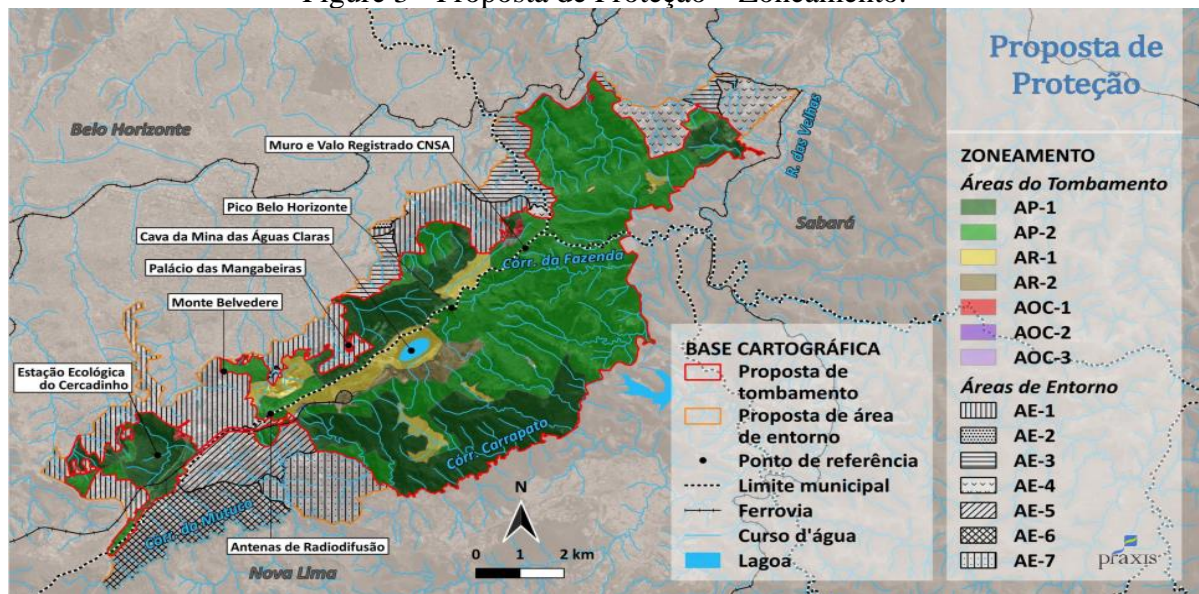 Figure 3 - Proposta de Proteção – Zoneamento.
Proposta de
Proteção
Belo Horizonte
Muro e Valo Registrado CNSA
Pico Belo Horizonte
Cava da Mina das Águas Claras
Palácio das Mangabeiras
Monte Belvedere
Estação Ecológica
do Cercadinho
Antenas de Radiodifusão
R. das Velhas
Sabará
Córr. da Fazenda
Córr. Carrapato
Córr. do Mutuca
Nova Lima
N
0 1 2 km
BASE CARTOGRÁFICA
Proposta de
tombamento
Proposta de área
de entorno
Ponto de referência
Limite municipal
Ferrovia
Curso d'água
Lagoa
ZONEAMENTO
Áreas do Tombamento
AP-1
AP-2
AR-1
AR-2
AOC-1
AOC-2
AOC-3
Áreas de Entorno
AE-1
AE-2
AE-3
AE-4
AE-5
AE-6
AE-7
praxis